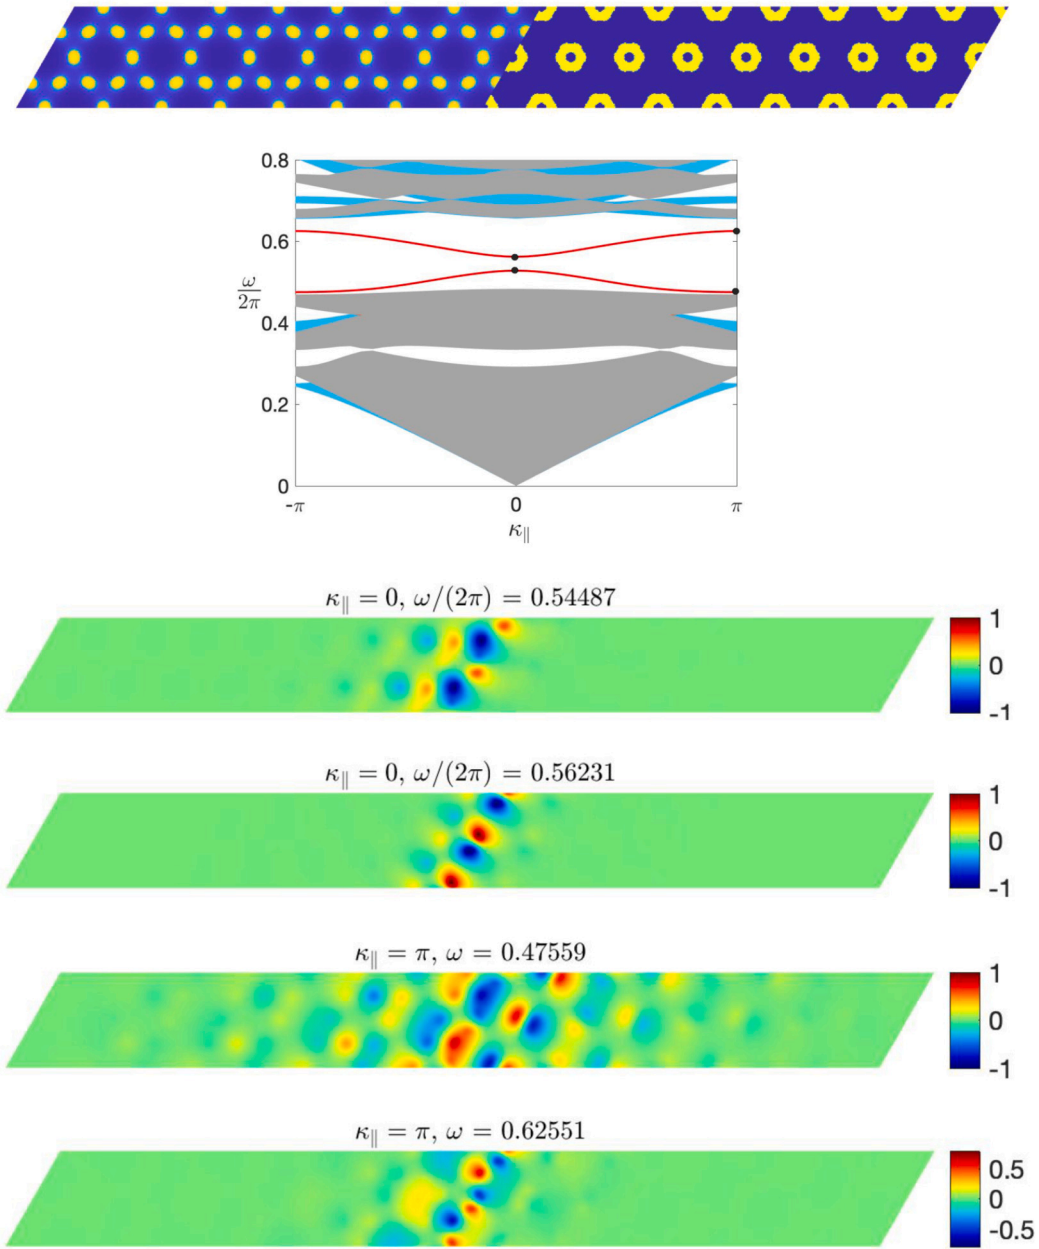 0.8
0.6
ω/2π
0.4
0.2
0
-π 0 π
κ∥
κ∥ = 0, ω/(2π) = 0.54487
1
0
-1
κ∥ = 0, ω/(2π) = 0.56231
1
0
-1
κ∥ = π, ω = 0.47559
1
0
-1
κ∥ = π, ω = 0.62551
0.5
0
-0.5